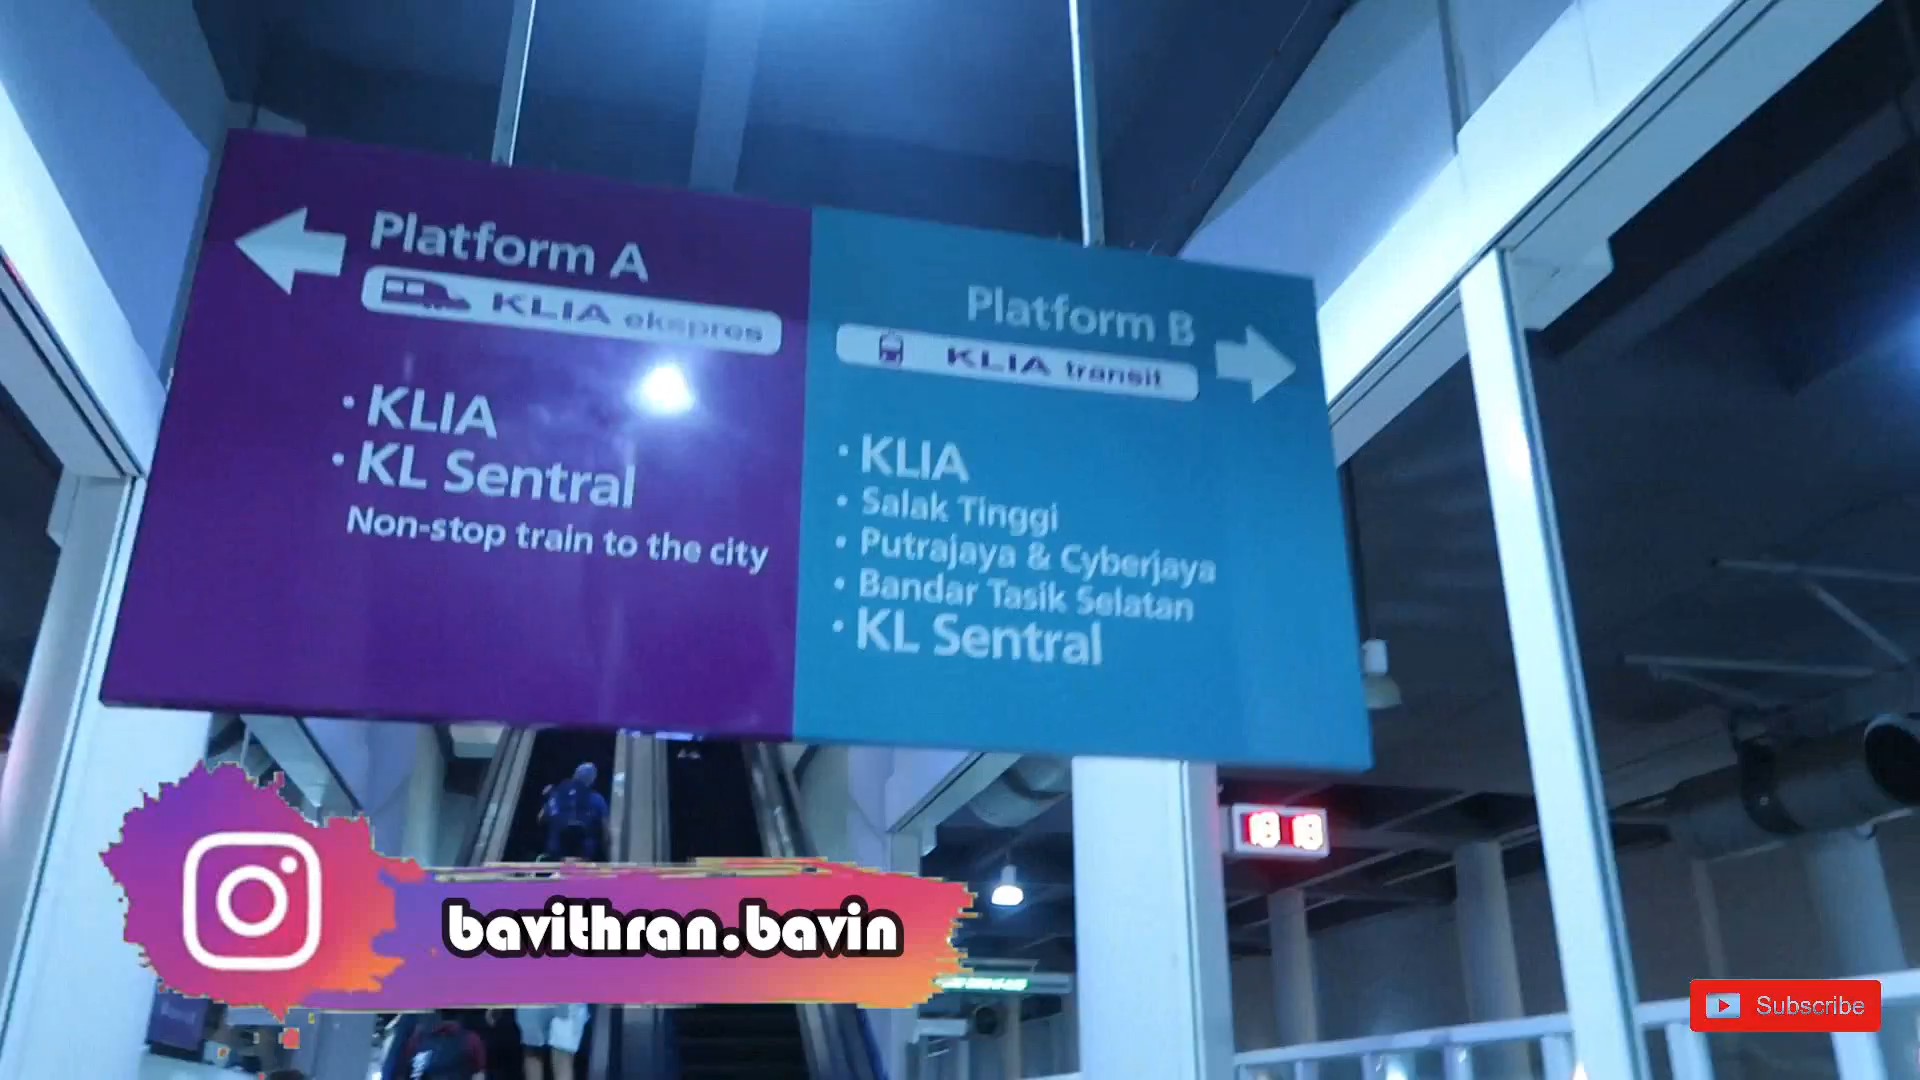 Platform A
KLIA ekspres
· KLIA
· KL Sentral
Non-stop train to the city
Platform B
KLIA transit
· KLIA
· Salak Tinggi
· Putrajaya & Cyberjaya
· Bandar Tasik Selatan
· KL Sentral
bavithran.bavin
Subscribe